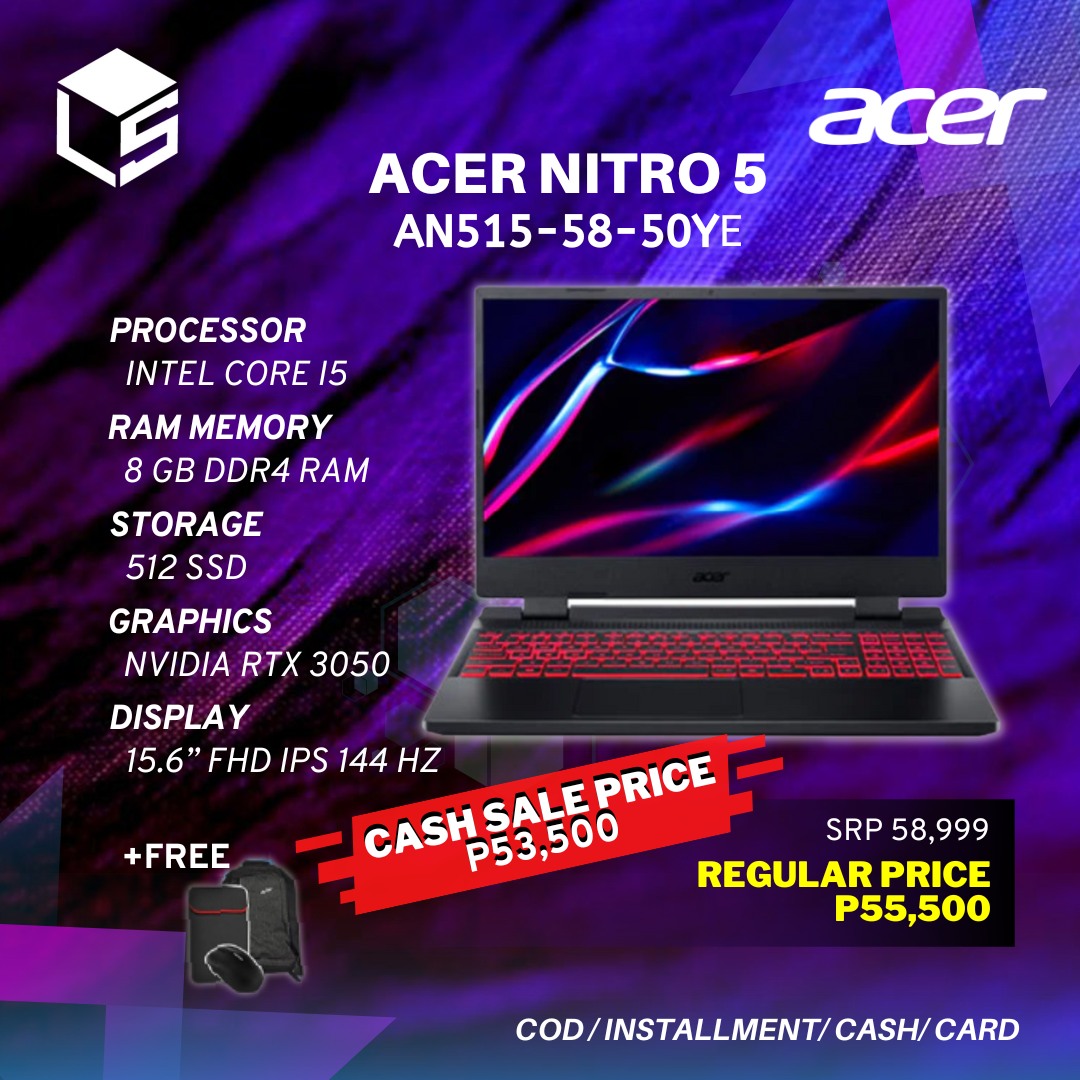 LS
acer
ACER NITRO 5
AN515-58-50YE
PROCESSOR
INTEL CORE I5
RAM MEMORY
8 GB DDR4 RAM
STORAGE
512 SSD
GRAPHICS
NVIDIA RTX 3050
DISPLAY
15.6” FHD IPS 144 HZ
acer
CASH SALE PRICE
P53,500
+FREE
SRP 58,999
REGULAR PRICE
P55,500
COD/ INSTALLMENT/ CASH/ CARD